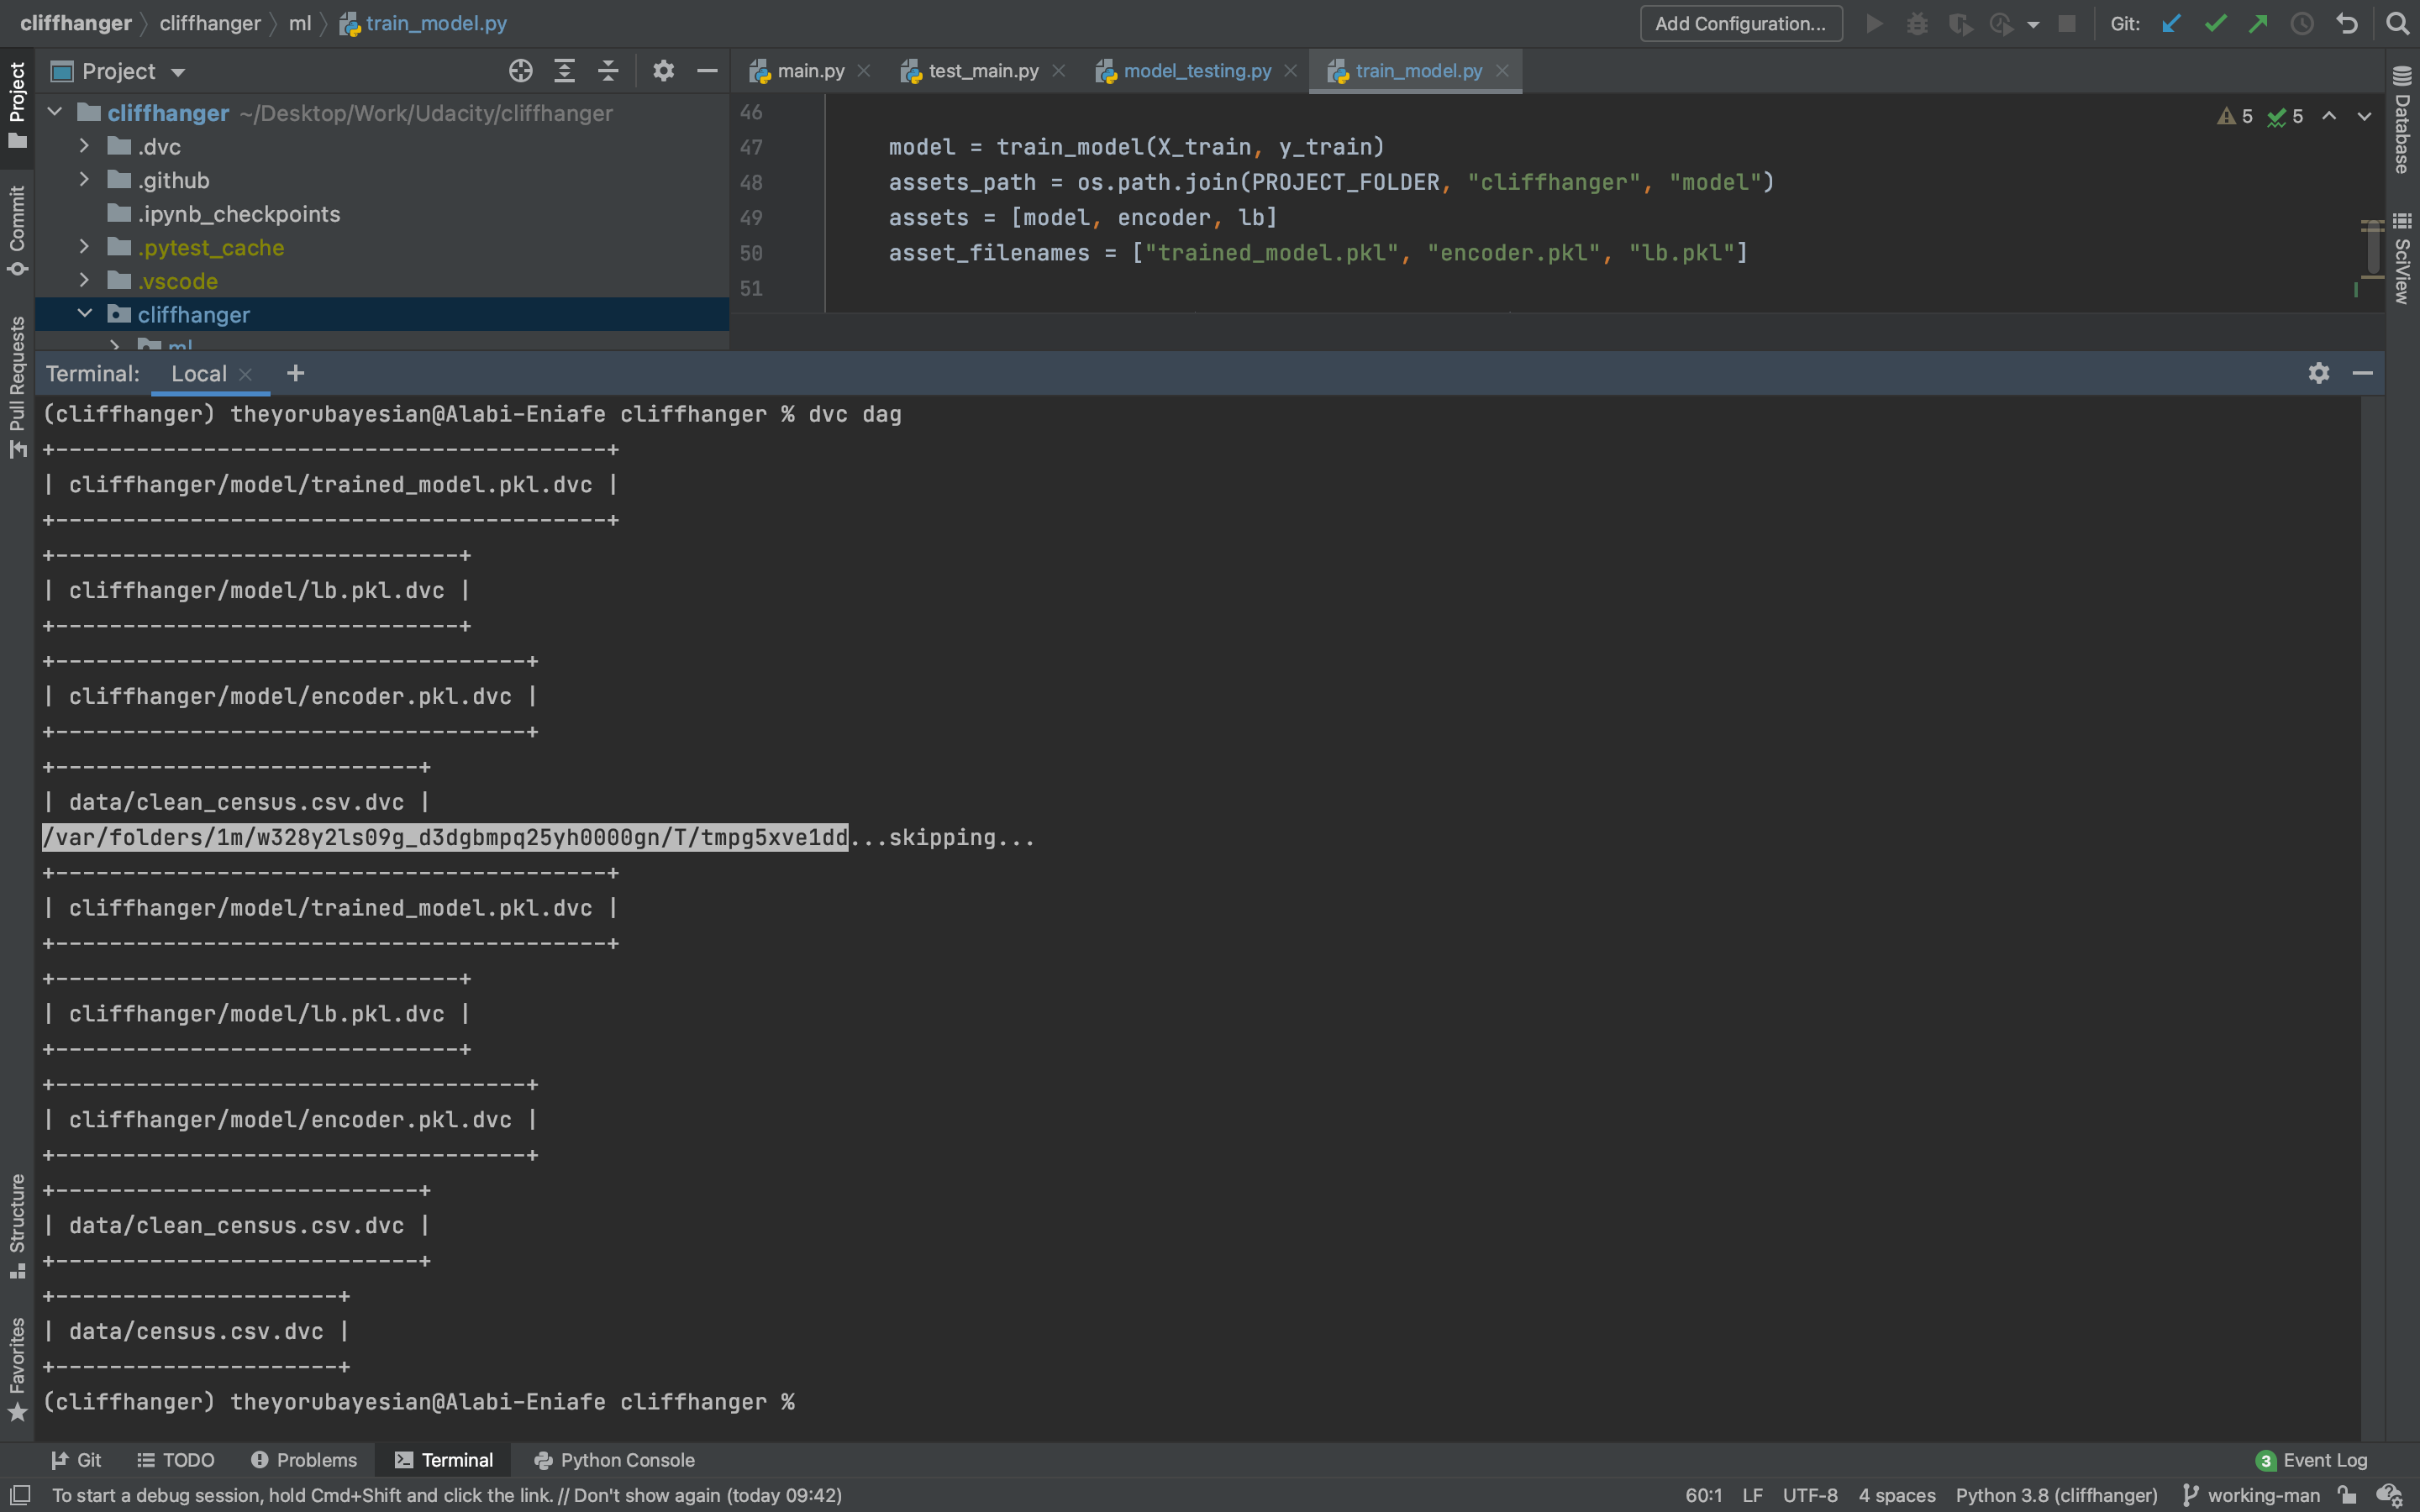 cliffhanger cliffhanger ml train_model.py Add Configuration... Git:
Project
main.py test_main.py model_testing.py train_model.py
cliffhanger ~/Desktop/Work/Udacity/cliffhanger
.dvc
.github
.ipynb_checkpoints
.pytest_cache
.vscode
cliffhanger
ml
46
47 model = train_model(X_train, y_train)
48 assets_path = os.path.join(PROJECT_FOLDER, "cliffhanger", "model")
49 assets = [model, encoder, lb]
50 asset_filenames = ["trained_model.pkl", "encoder.pkl", "lb.pkl"]
51
5 5
Project
Commit
Pull Requests
Structure
Favorites
Database
SciView
Terminal: Local +
(cliffhanger) theyorubayesian@Alabi-Eniafe cliffhanger % dvc dag
+-----------------------------------------+
| cliffhanger/model/trained_model.pkl.dvc |
+-----------------------------------------+
+------------------------------+
| cliffhanger/model/lb.pkl.dvc |
+------------------------------+
+-----------------------------------+
| cliffhanger/model/encoder.pkl.dvc |
+-----------------------------------+
+---------------------------+
| data/clean_census.csv.dvc |
/var/folders/1m/w328y2ls09g_d3dgbmpq25yh0000gn/T/tmpg5xve1dd...skipping...
+-----------------------------------------+
| cliffhanger/model/trained_model.pkl.dvc |
+-----------------------------------------+
+------------------------------+
| cliffhanger/model/lb.pkl.dvc |
+------------------------------+
+-----------------------------------+
| cliffhanger/model/encoder.pkl.dvc |
+-----------------------------------+
+---------------------------+
| data/clean_census.csv.dvc |
+---------------------------+
+---------------------+
| data/census.csv.dvc |
+---------------------+
(cliffhanger) theyorubayesian@Alabi-Eniafe cliffhanger %
Git TODO Problems Terminal Python Console 3 Event Log
To start a debug session, hold Cmd+Shift and click the link. // Don't show again (today 09:42) 60:1 LF UTF-8 4 spaces Python 3.8 (cliffhanger) working-man